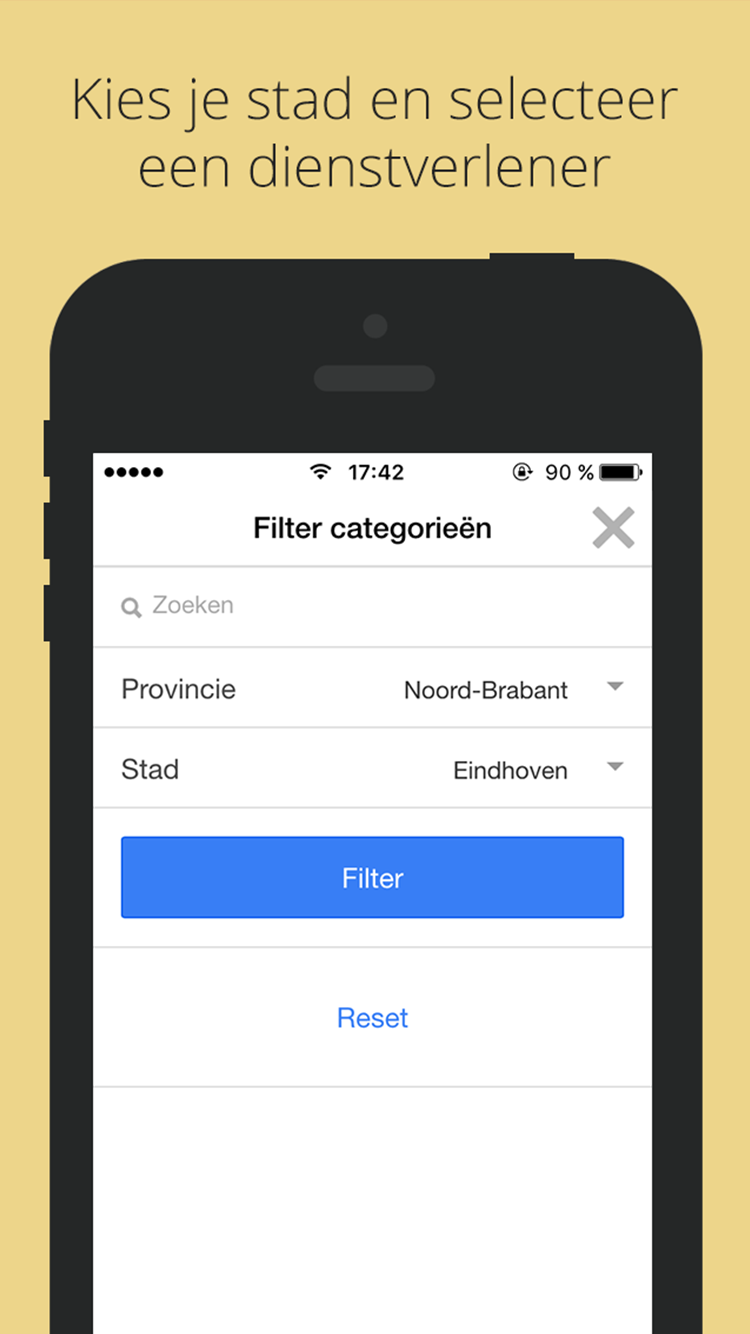 Kies je stad en selecteer
een dienstverlener
17:42
90 %
Filter categorieën
Zoeken
Provincie Noord-Brabant
Stad Eindhoven
Filter
Reset